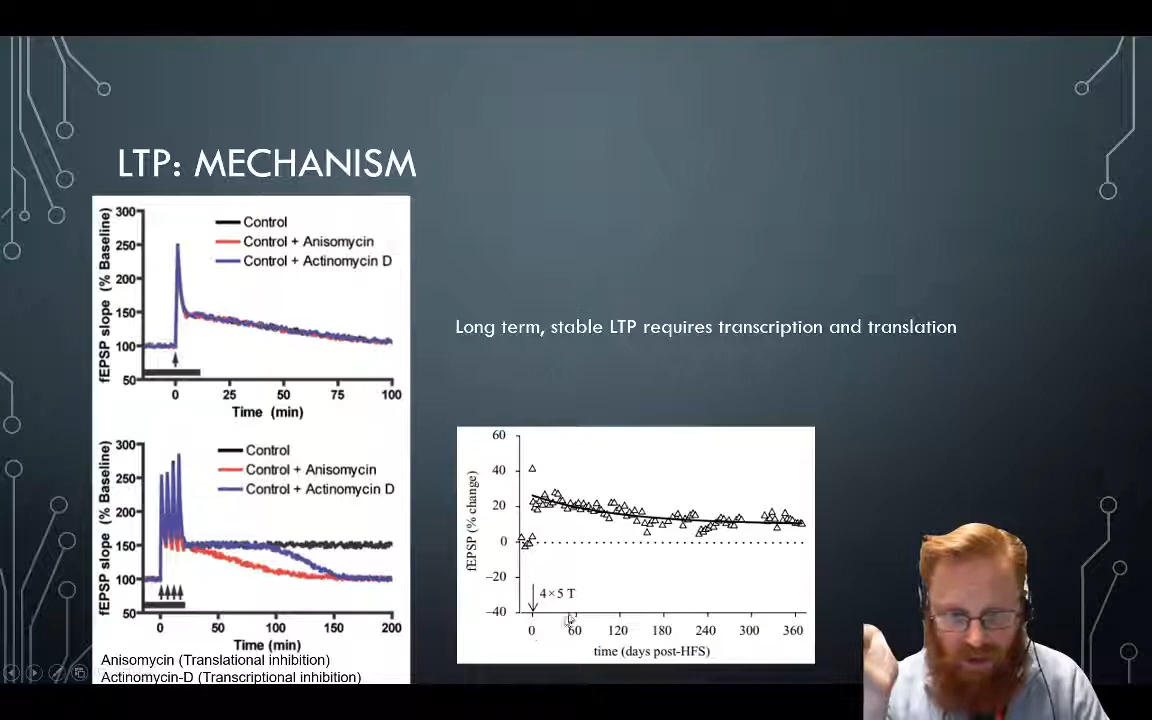 LTP: MECHANISM
300
250
200
150
100
50
fEPSP slope (% Baseline)
Control
Control + Anisomycin
Control + Actinomycin D
0 25 50 75 100
Time (min)
300
250
200
150
100
50
fEPSP slope (% Baseline)
Control
Control + Anisomycin
Control + Actinomycin D
0 50 100 150 200
Time (min)
Anisomycin (Translational inhibition)
Actinomycin-D (Transcriptional inhibition)
Long term, stable LTP requires transcription and translation
60
40
20
0
−20
−40
fEPSP (% change)
4×5 T
0 60 120 180 240 300 360
time (days post-HFS)